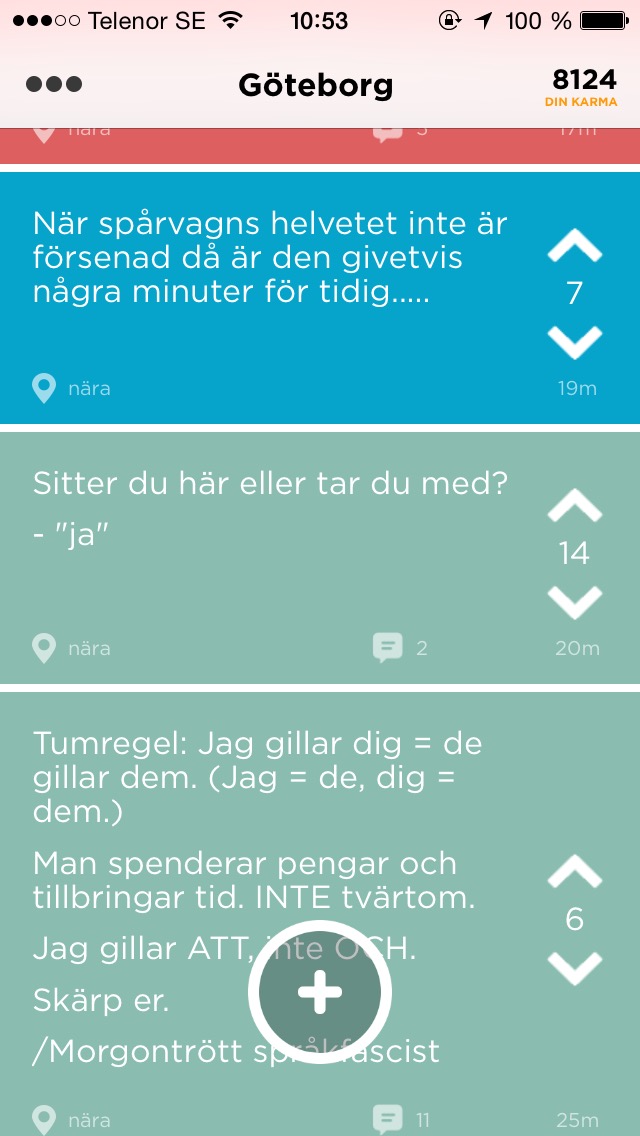 Telenor SE 10:53 100 %
Göteborg 8124
DIN KARMA
nära 5 17m
När spårvagns helvetet inte är
försenad då är den givetvis
några minuter för tidig.....
7
nära 19m
Sitter du här eller tar du med?
- "ja"
14
nära 2 20m
Tumregel: Jag gillar dig = de
gillar dem. (Jag = de, dig =
dem.)
Man spenderar pengar och
tillbringar tid. INTE tvärtom.
6
Jag gillar ATT, inte OCH.
Skärp er.
/Morgontrött språkfascist
nära 11 25m